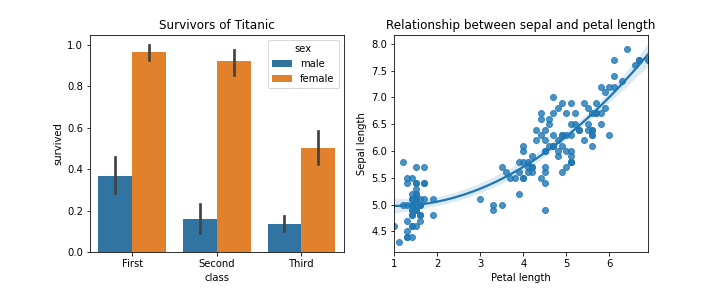 Survivors of Titanic
survived
1.0
0.8
0.6
0.4
0.2
0.0
sex
male
female
First Second Third
class
Relationship between sepal and petal length
Sepal length
8.0
7.5
7.0
6.5
6.0
5.5
5.0
4.5
1 2 3 4 5 6
Petal length